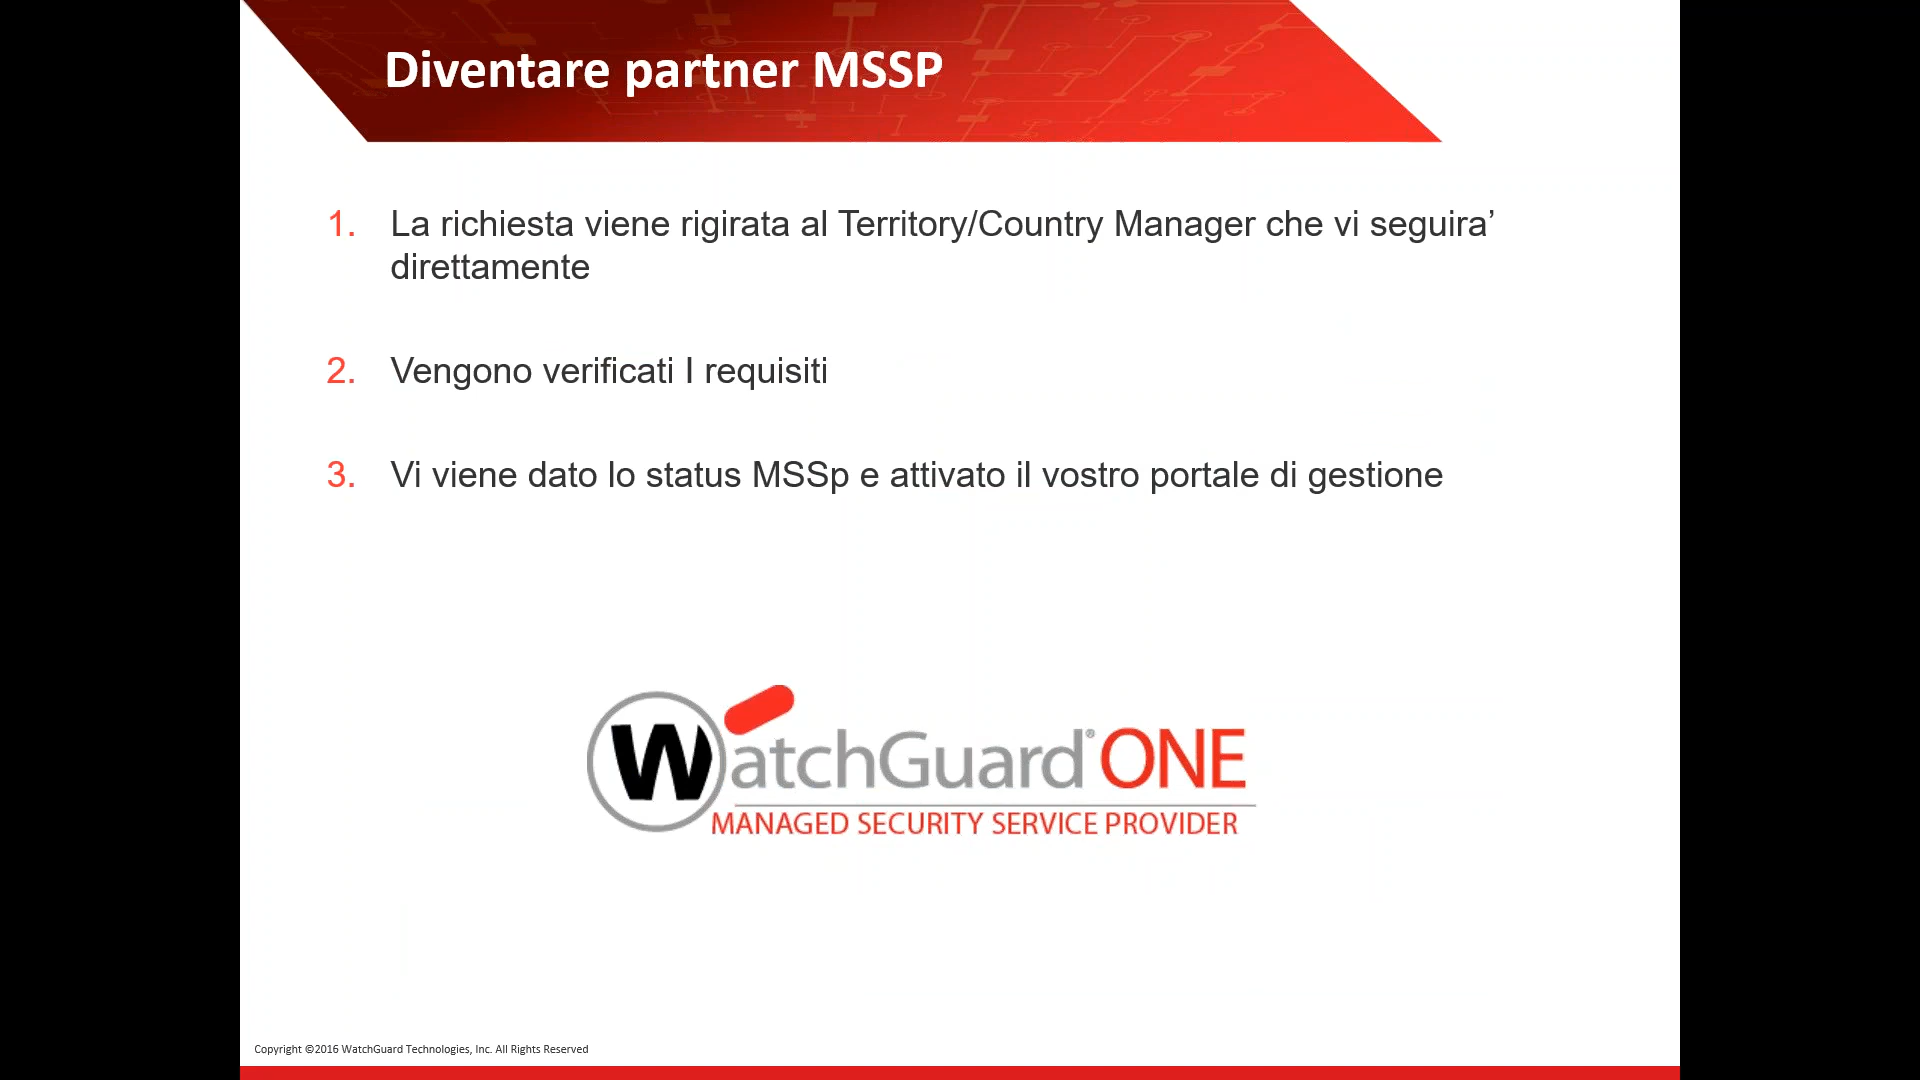 Diventare partner MSSP
1. La richiesta viene rigirata al Territory/Country Manager che vi seguira’
direttamente
2. Vengono verificati I requisiti
3. Vi viene dato lo status MSSp e attivato il vostro portale di gestione
WatchGuard® ONE
MANAGED SECURITY SERVICE PROVIDER
Copyright ©2016 WatchGuard Technologies, Inc. All Rights Reserved